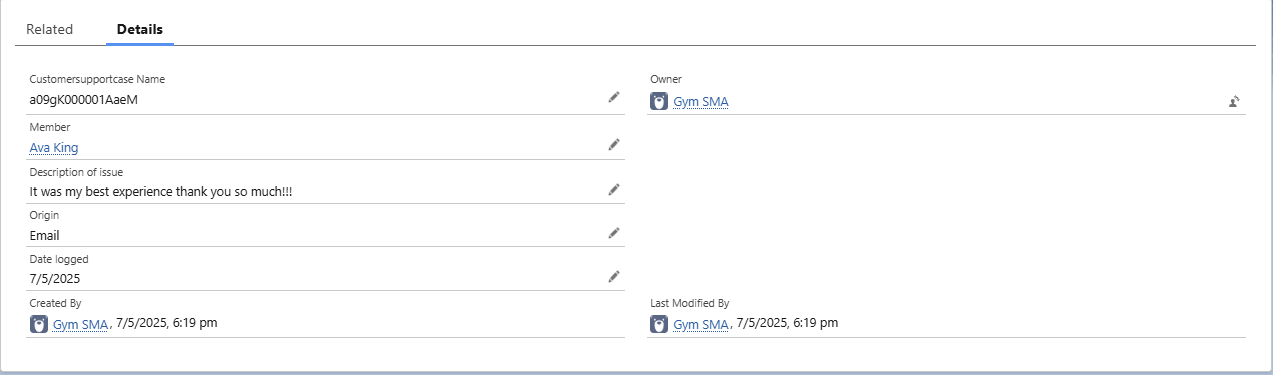 Related Details
Customersupportcase Name
a09gK000001AaeM
Owner
Gym SMA
Member
Ava King
Description of issue
It was my best experience thank you so much!!!
Origin
Email
Date logged
7/5/2025
Created By
Gym SMA, 7/5/2025, 6:19 pm
Last Modified By
Gym SMA, 7/5/2025, 6:19 pm